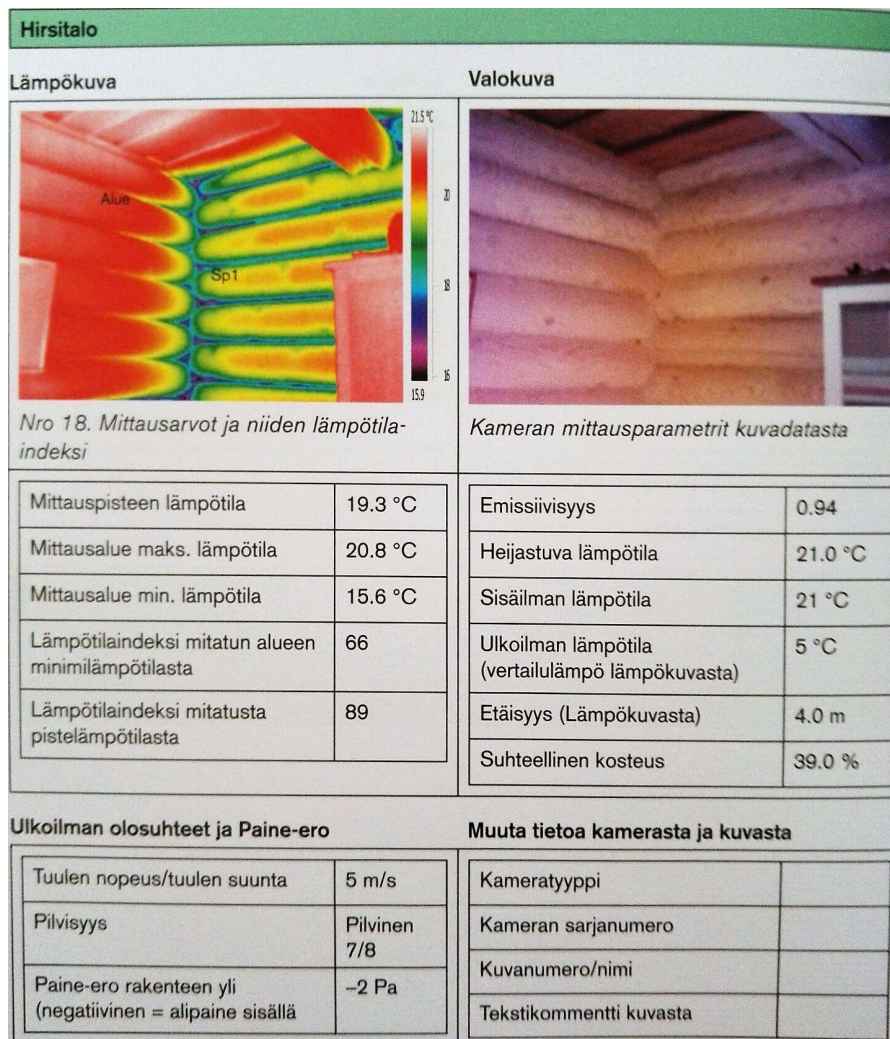 Hirsitalo
Lämpökuva
Valokuva
21.5 °C
20
18
16
15.9
Alue
Sp1
Nro 18. Mittausarvot ja niiden lämpötila-
indeksi
Kameran mittausparametrit kuvadatasta
Mittauspisteen lämpötila 19.3 °C
Mittausalue maks. lämpötila 20.8 °C
Mittausalue min. lämpötila 15.6 °C
Lämpötilaindeksi mitatun alueen 66
minimilämpötilasta
Lämpötilaindeksi mitatusta 89
pistelämpötilasta
Emissiivisyys 0.94
Heijastuva lämpötila 21.0 °C
Sisäilman lämpötila 21 °C
Ulkoilman lämpötila 5 °C
(vertailulämpö lämpökuvasta)
Etäisyys (Lämpökuvasta) 4.0 m
Suhteellinen kosteus 39.0 %
Ulkoilman olosuhteet ja Paine-ero
Tuulen nopeus/tuulen suunta 5 m/s
Pilvisyys Pilvinen
7/8
Paine-ero rakenteen yli –2 Pa
(negatiivinen = alipaine sisällä
Muuta tietoa kamerasta ja kuvasta
Kameratyyppi
Kameran sarjanumero
Kuvanumero/nimi
Tekstikommentti kuvasta